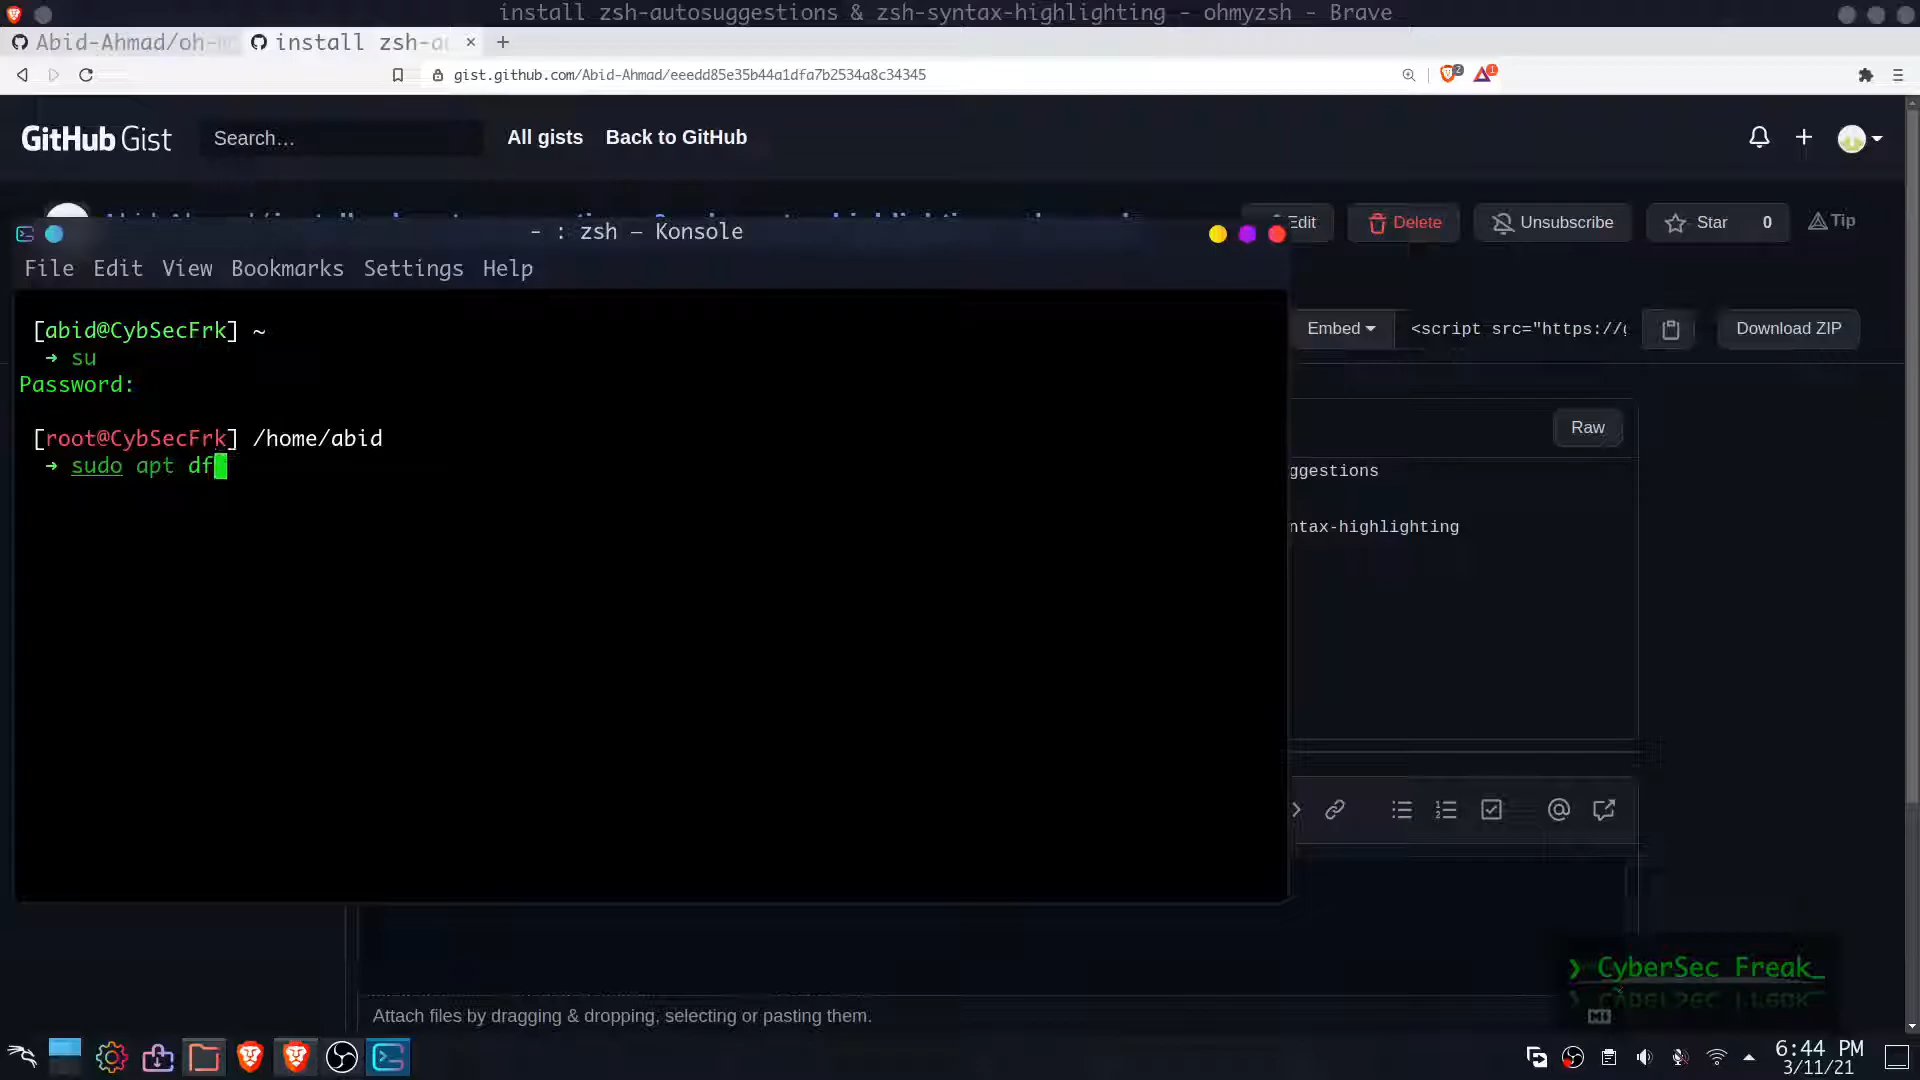 install zsh-autosuggestions & zsh-syntax-highlighting - ohmyzsh - Brave
Abid-Ahmad/oh-m
install zsh-au
gist.github.com/Abid-Ahmad/eeedd85e35b44a1dfa7b2534a8c34345
2
1
GitHub Gist
Search…
All gists
Back to GitHub
Edit
Delete
Unsubscribe
Star
0
Tip
- : zsh — Konsole
File Edit View Bookmarks Settings Help
[abid@CybSecFrk] ~
→ su
Password:
[root@CybSecFrk] /home/abid
→ sudo apt df
Embed
<script src="https://g
Download ZIP
Raw
ggestions
ntax-highlighting
❯ CyberSec Freak_
Attach files by dragging & dropping, selecting or pasting them.
6:44 PM
3/11/21